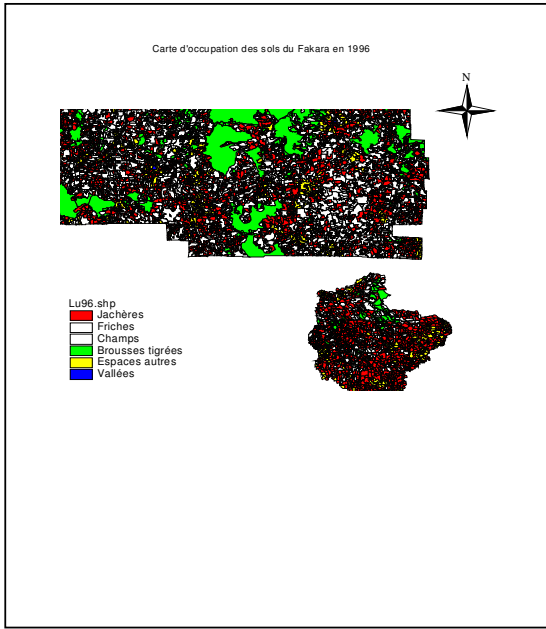 Carte d'occupation des sols du Fakara en 1996
N
Lu96.shp
Jachères
Friches
Champs
Brousses tigrées
Espaces autres
Vallées